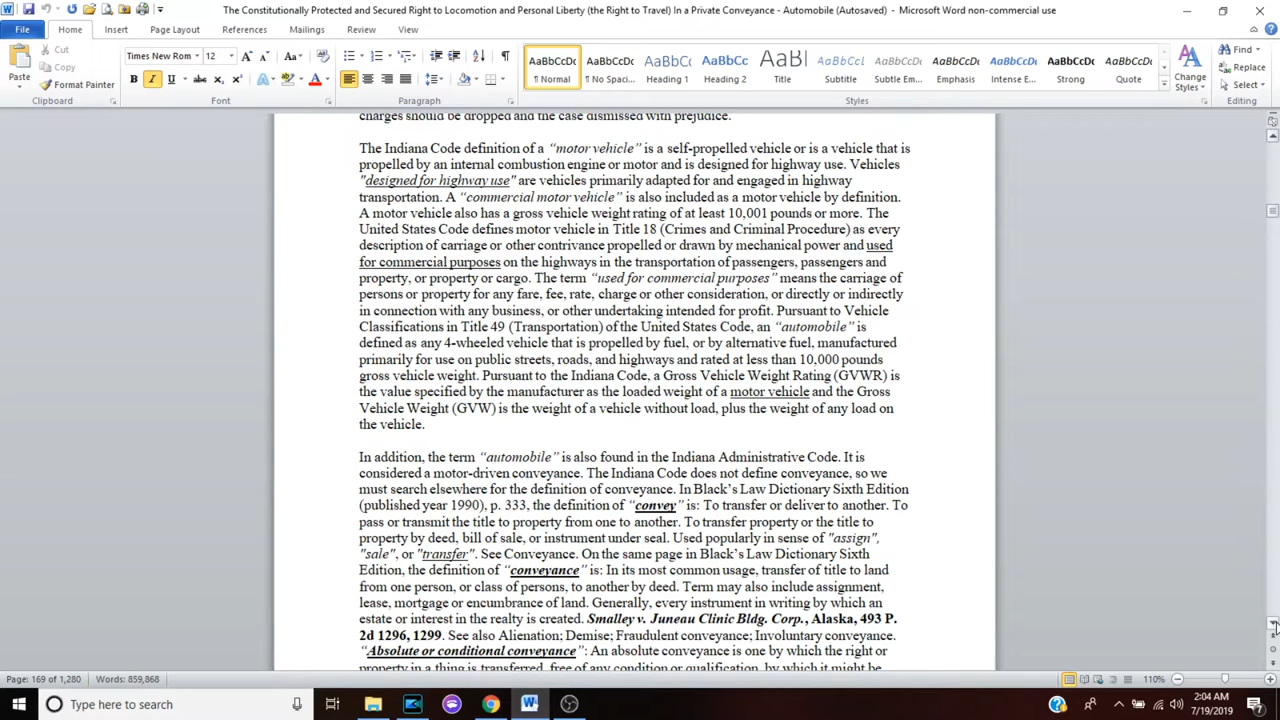 The Constitutionally Protected and Secured Right to Locomotion and Personal Liberty (the Right to Travel) In a Private Conveyance - Automobile (Autosaved) - Microsoft Word non-commercial use
File Home Insert Page Layout References Mailings Review View
Paste
Cut
Copy
Format Painter
Clipboard
Times New Rom 12
Font
Paragraph
AaBbCcDc AaBbCcDc AaBbCc AaBbCc AaBl AaBbCcL AaBbCcDc AaBbCcDc AaBbCcDc AaBbCcDc AaBbCcDc
¶ Normal ¶ No Spaci... Heading 1 Heading 2 Title Subtitle Subtle Em... Emphasis Intense E... Strong Quote
Styles
Change
Styles
Find
Replace
Select
Editing
charges should be dropped and the case dismissed with prejudice.
The Indiana Code definition of a “motor vehicle” is a self-propelled vehicle or is a vehicle that is
propelled by an internal combustion engine or motor and is designed for highway use. Vehicles
"designed for highway use" are vehicles primarily adapted for and engaged in highway
transportation. A “commercial motor vehicle” is also included as a motor vehicle by definition.
A motor vehicle also has a gross vehicle weight rating of at least 10,001 pounds or more. The
United States Code defines motor vehicle in Title 18 (Crimes and Criminal Procedure) as every
description of carriage or other contrivance propelled or drawn by mechanical power and used
for commercial purposes on the highways in the transportation of passengers, passengers and
property, or property or cargo. The term “used for commercial purposes” means the carriage of
persons or property for any fare, fee, rate, charge or other consideration, or directly or indirectly
in connection with any business, or other undertaking intended for profit. Pursuant to Vehicle
Classifications in Title 49 (Transportation) of the United States Code, an “automobile” is
defined as any 4-wheeled vehicle that is propelled by fuel, or by alternative fuel, manufactured
primarily for use on public streets, roads, and highways and rated at less than 10,000 pounds
gross vehicle weight. Pursuant to the Indiana Code, a Gross Vehicle Weight Rating (GVWR) is
the value specified by the manufacturer as the loaded weight of a motor vehicle and the Gross
Vehicle Weight (GVW) is the weight of a vehicle without load, plus the weight of any load on
the vehicle.
In addition, the term “automobile” is also found in the Indiana Administrative Code. It is
considered a motor-driven conveyance. The Indiana Code does not define conveyance, so we
must search elsewhere for the definition of conveyance. In Black’s Law Dictionary Sixth Edition
(published year 1990), p. 333, the definition of “convey” is: To transfer or deliver to another. To
pass or transmit the title to property from one to another. To transfer property or the title to
property by deed, bill of sale, or instrument under seal. Used popularly in sense of "assign",
"sale", or "transfer". See Conveyance. On the same page in Black’s Law Dictionary Sixth
Edition, the definition of “conveyance” is: In its most common usage, transfer of title to land
from one person, or class of persons, to another by deed. Term may also include assignment,
lease, mortgage or encumbrance of land. Generally, every instrument in writing by which an
estate or interest in the realty is created. Smalley v. Juneau Clinic Bldg. Corp., Alaska, 493 P.
2d 1296, 1299. See also Alienation; Demise; Fraudulent conveyance; Involuntary conveyance.
“Absolute or conditional conveyance”: An absolute conveyance is one by which the right or
property in a thing is transferred, free of any condition or qualification, by which it might be
Page: 169 of 1,280 Words: 859,868 110%
Type here to search
2:04 AM
7/19/2019